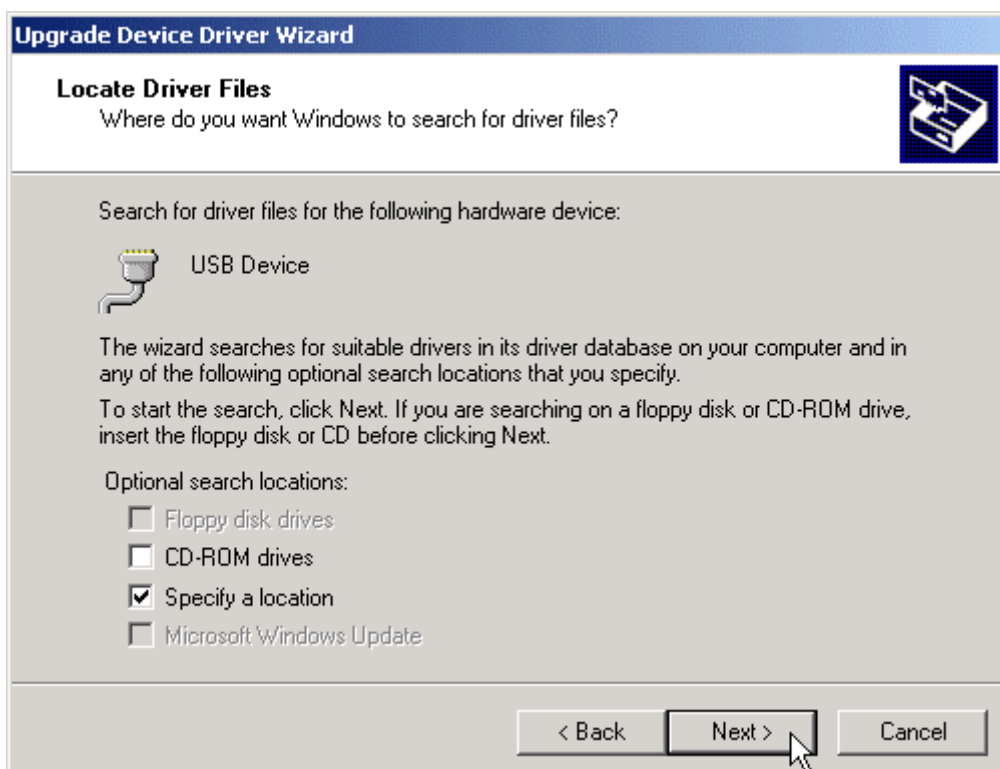 Upgrade Device Driver Wizard
Locate Driver Files
Where do you want Windows to search for driver files?
Search for driver files for the following hardware device:
USB Device
The wizard searches for suitable drivers in its driver database on your computer and in
any of the following optional search locations that you specify.
To start the search, click Next. If you are searching on a floppy disk or CD-ROM drive,
insert the floppy disk or CD before clicking Next.
Optional search locations:
Floppy disk drives
CD-ROM drives
Specify a location
Microsoft Windows Update
< Back Next > Cancel